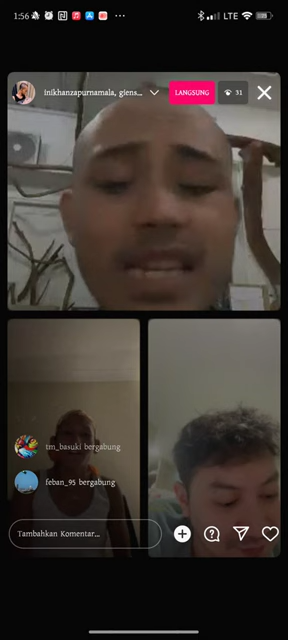 1:56
LTE
inikhanzapurnamala, giens...
LANGSUNG
31
tm_basuki bergabung
feban_95 bergabung
Tambahkan Komentar...